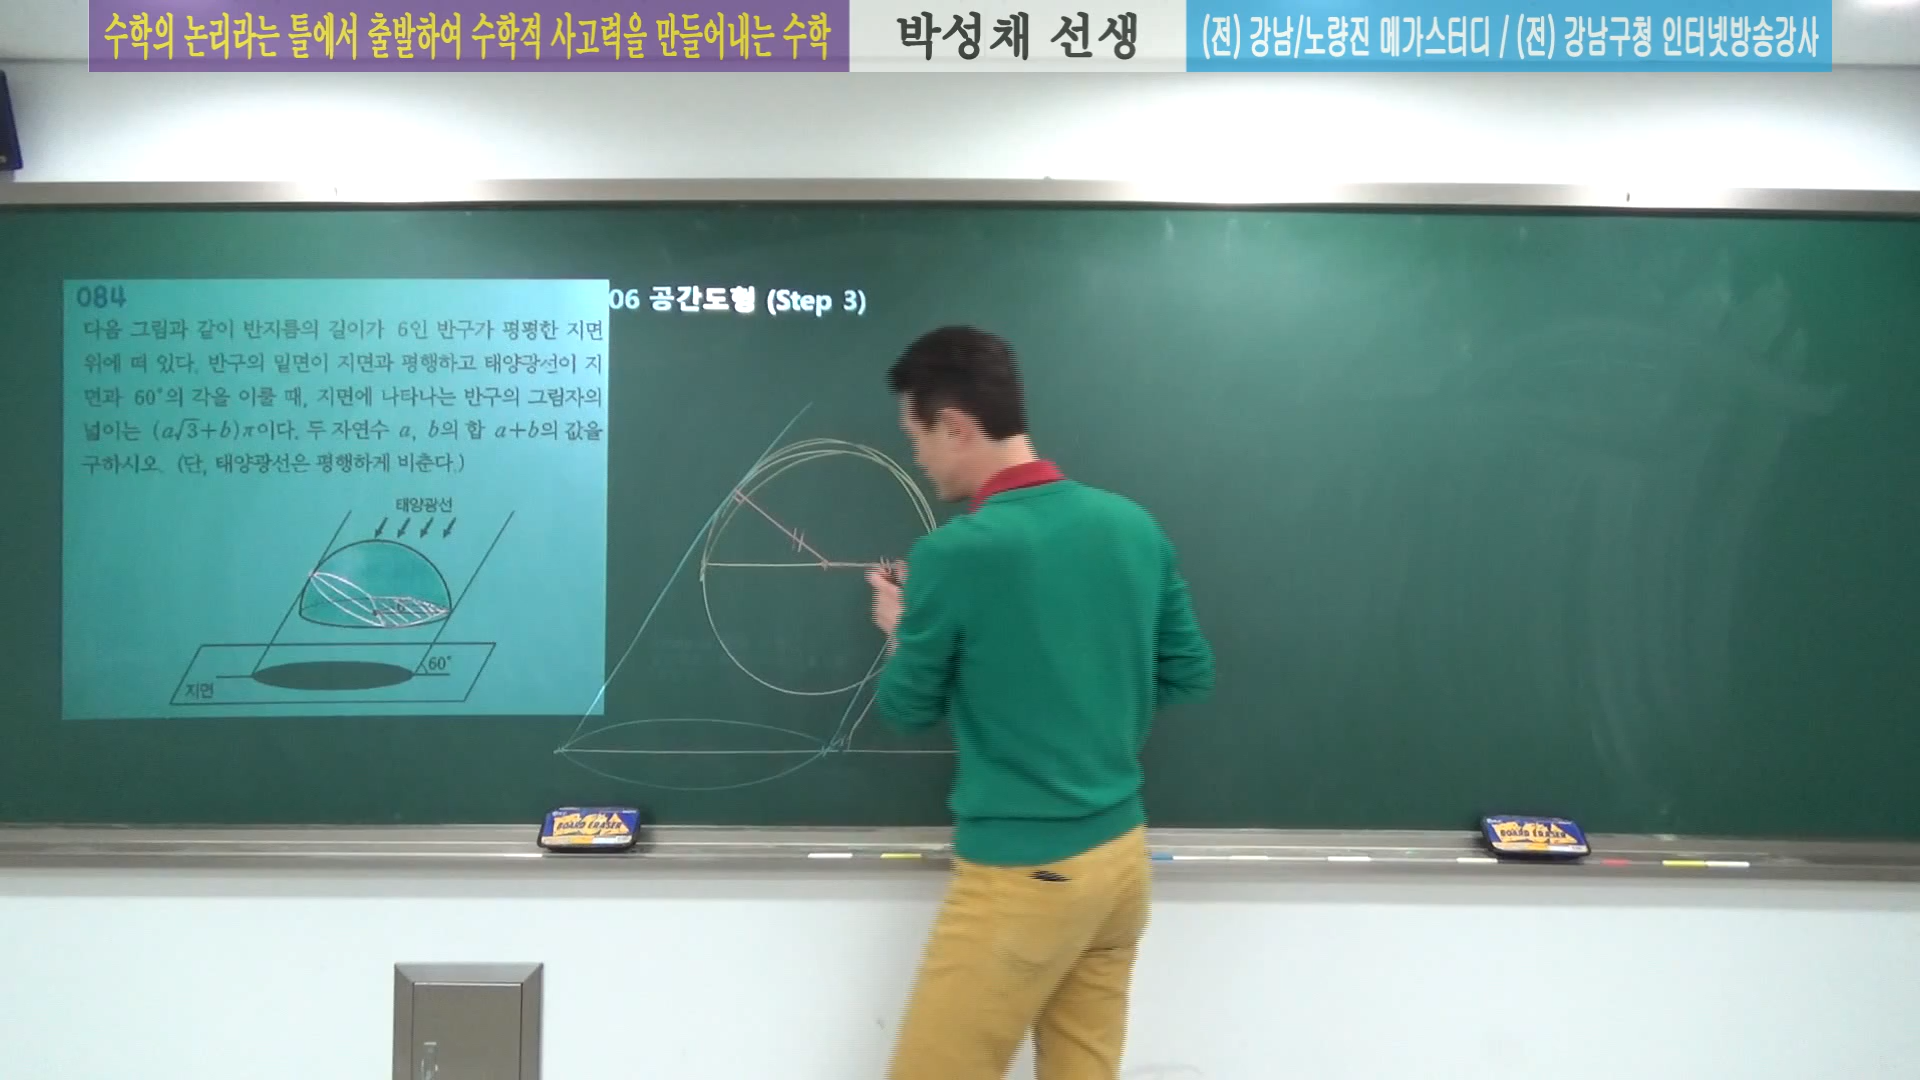 수학의 논리라는 틀에서 출발하여 수학적 사고력을 만들어내는 수학
박성채 선생
(전) 강남/노량진 메가스터디 / (전) 강남구청 인터넷방송강사
084
06 공간도형 (Step 3)
다음 그림과 같이 반지름의 길이가 6인 반구가 평평한 지면
위에 떠 있다. 반구의 밑면이 지면과 평행하고 태양광선이 지
면과 60°의 각을 이룰 때, 지면에 나타나는 반구의 그림자의
넓이는 (a√3+b)π이다. 두 자연수 a, b의 합 a+b의 값을
구하시오. (단, 태양광선은 평행하게 비춘다.)
태양광선
60°
지면
BOARD ERASER
BOARD ERASER